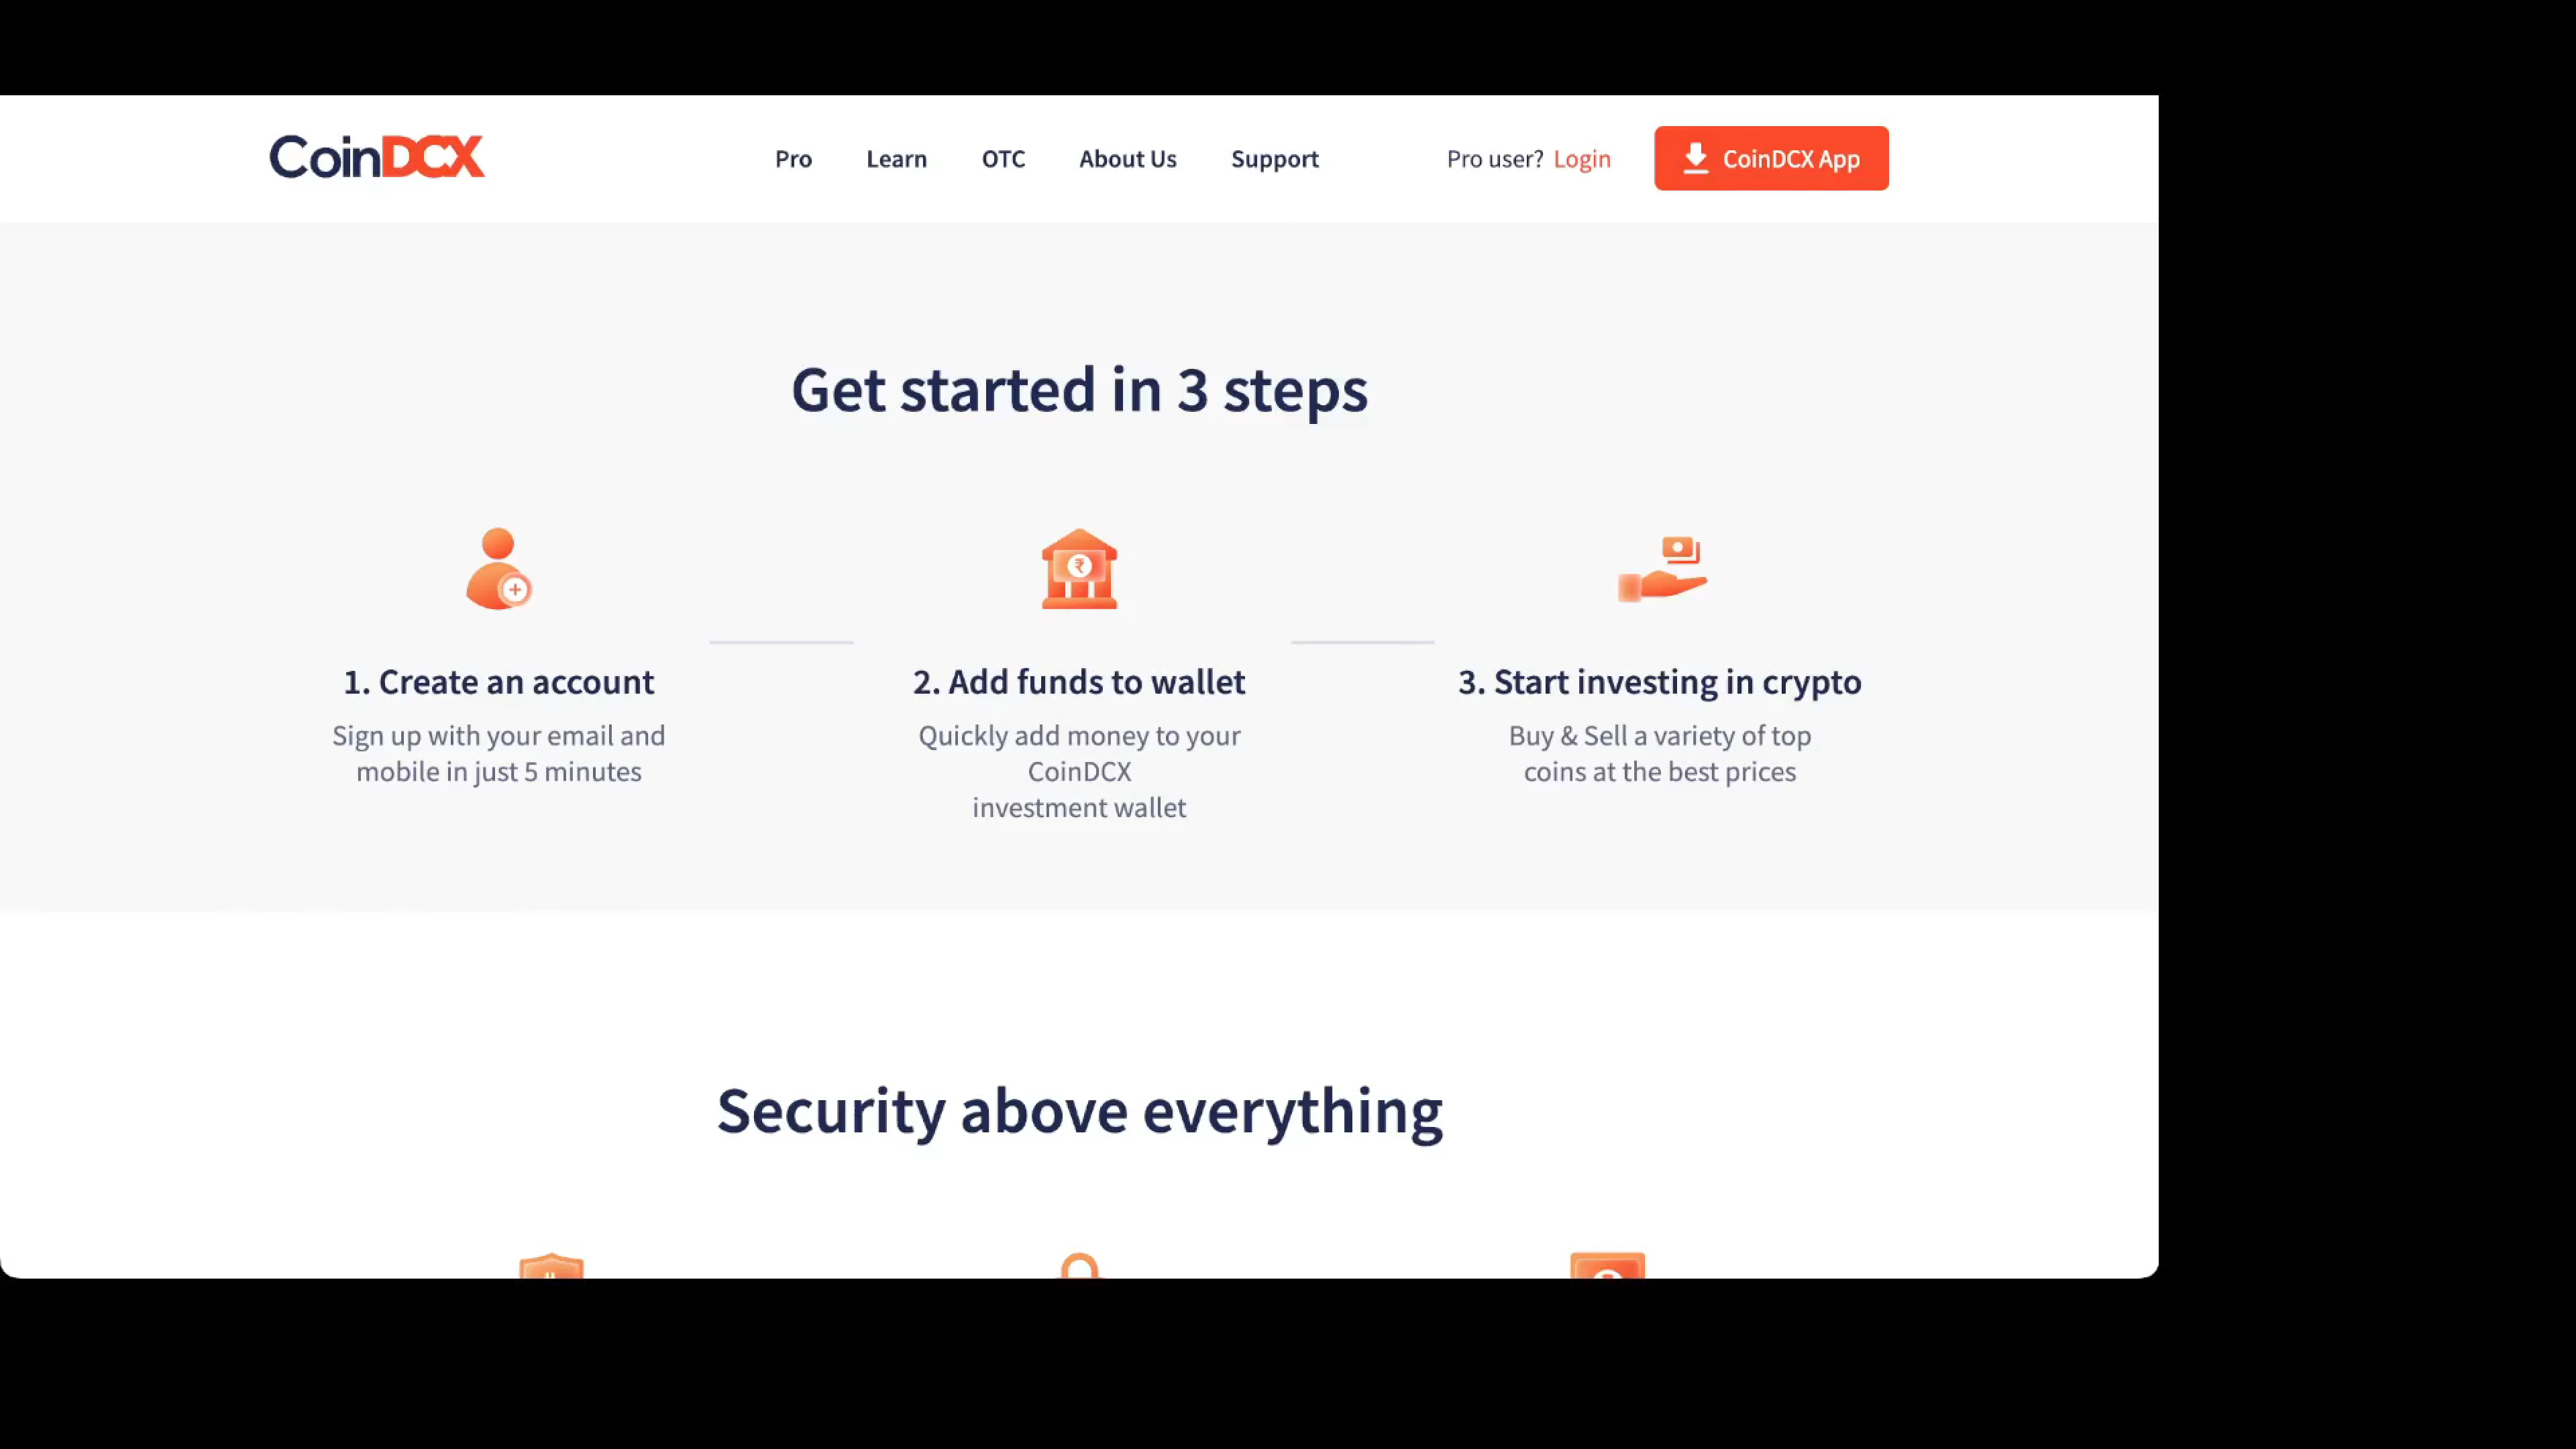 CoinDCX
Pro
Learn
OTC
About Us
Support
Pro user? Login
CoinDCX App
Get started in 3 steps
1. Create an account
Sign up with your email and
mobile in just 5 minutes
2. Add funds to wallet
Quickly add money to your
CoinDCX
investment wallet
3. Start investing in crypto
Buy & Sell a variety of top
coins at the best prices
Security above everything